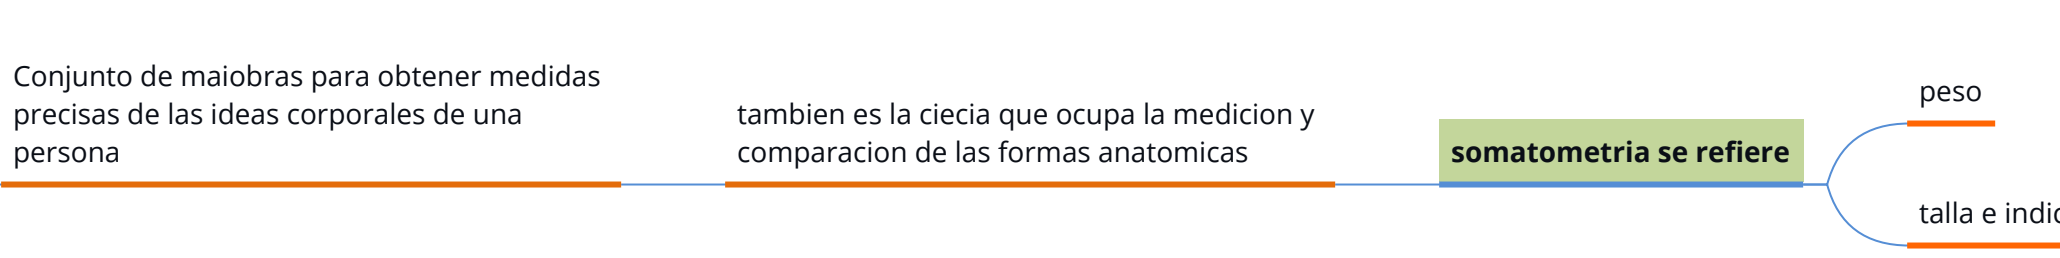 Conjunto de maiobras para obtener medidas
precisas de las ideas corporales de una
persona
tambien es la ciecia que ocupa la medicion y
comparacion de las formas anatomicas
somatometria se refiere
peso
talla e